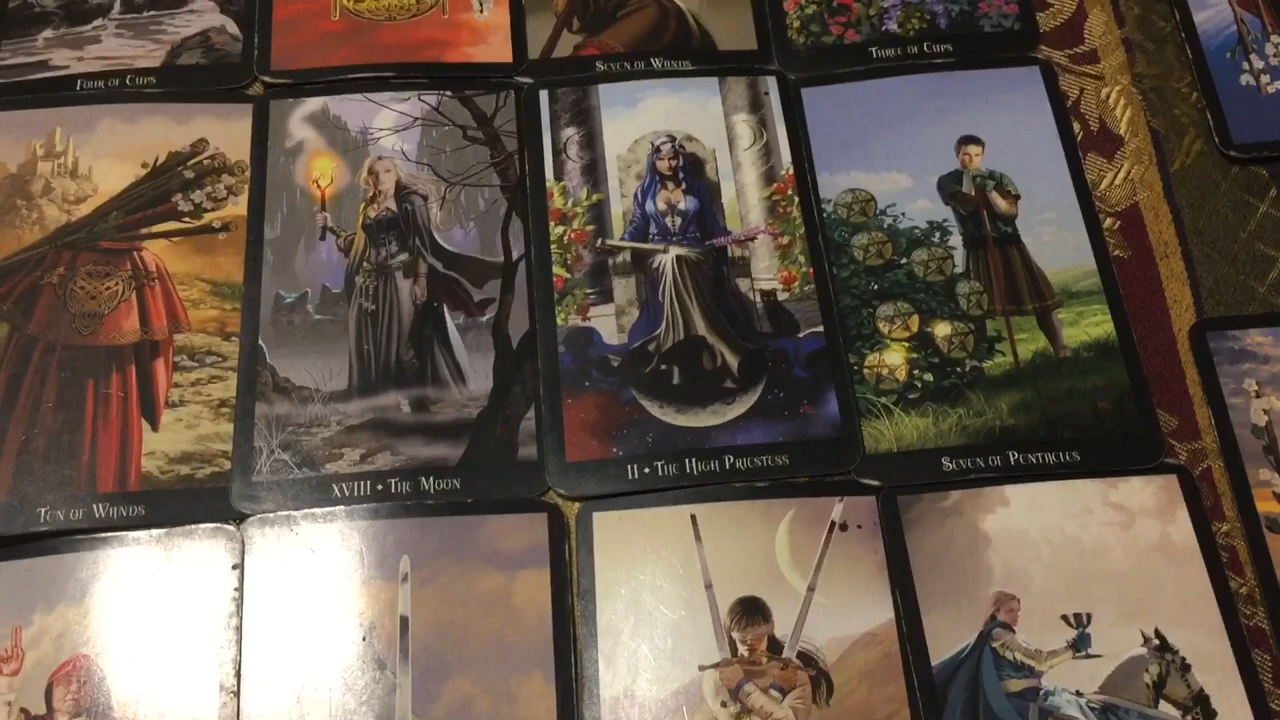 Four of Cups
Seven of Wands
Three of Cups
Ten of Wands
XVIII • The Moon
II • The High Priestess
Seven of Pentacles